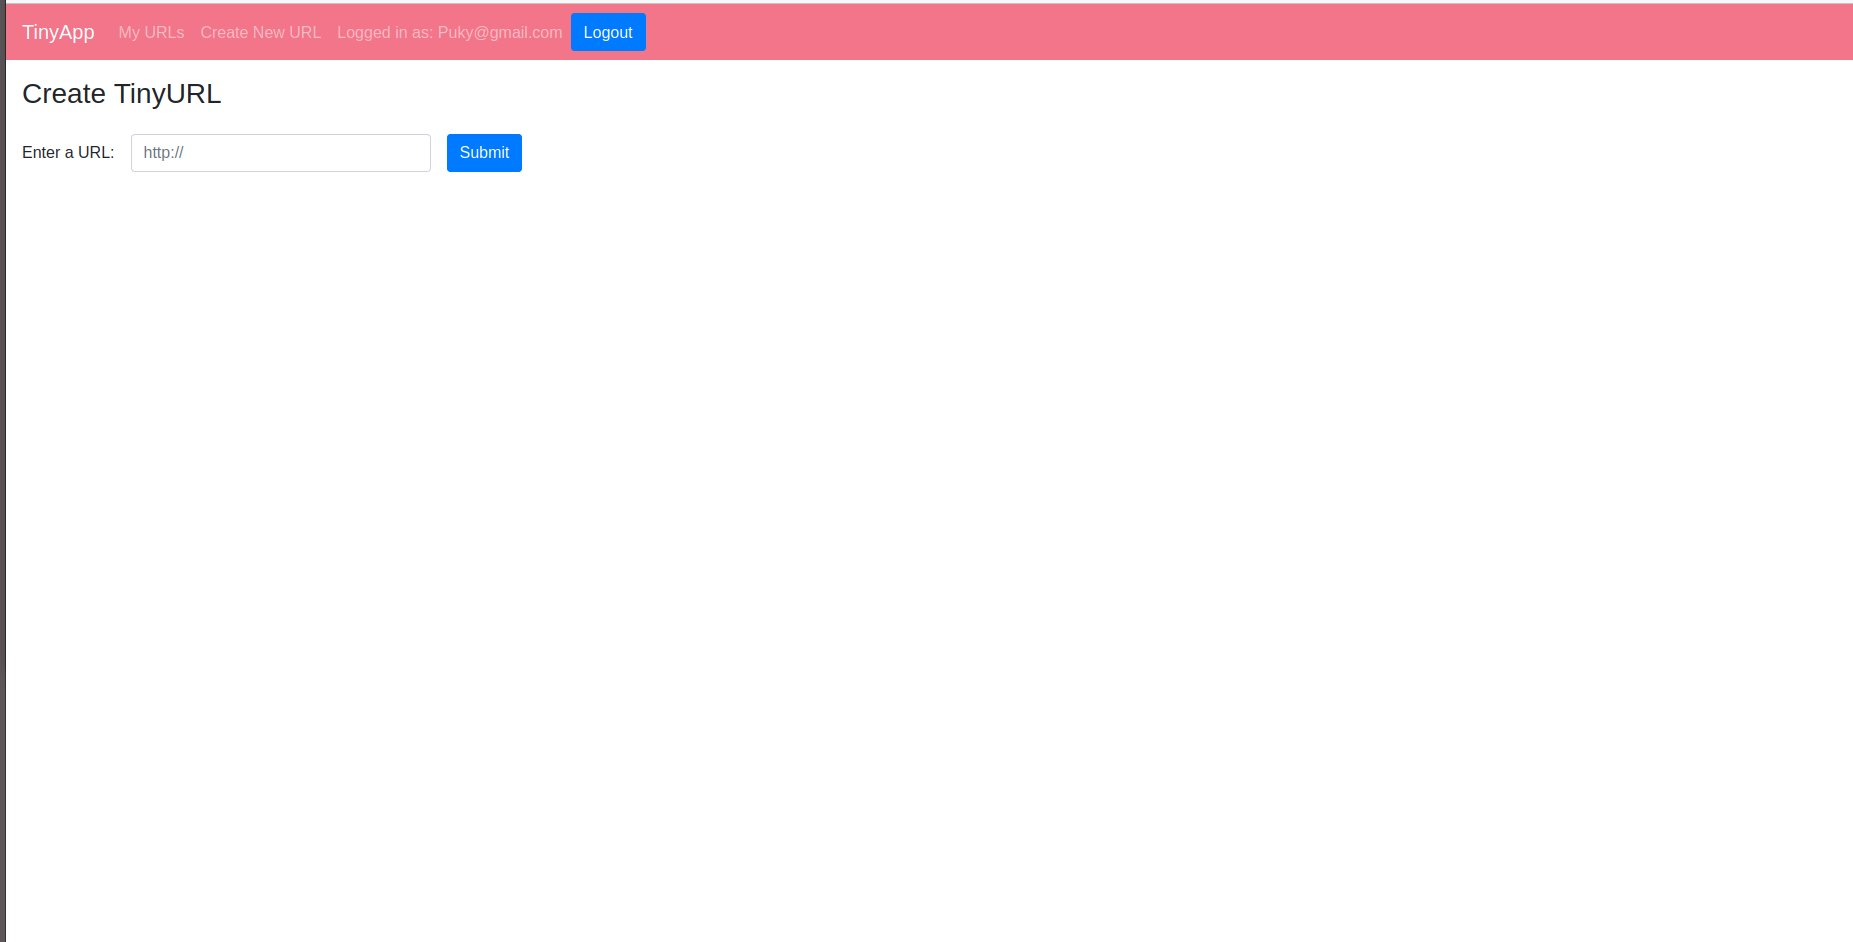 TinyApp My URLs Create New URL Logged in as: Puky@gmail.com Logout
Create TinyURL
Enter a URL: http:// Submit